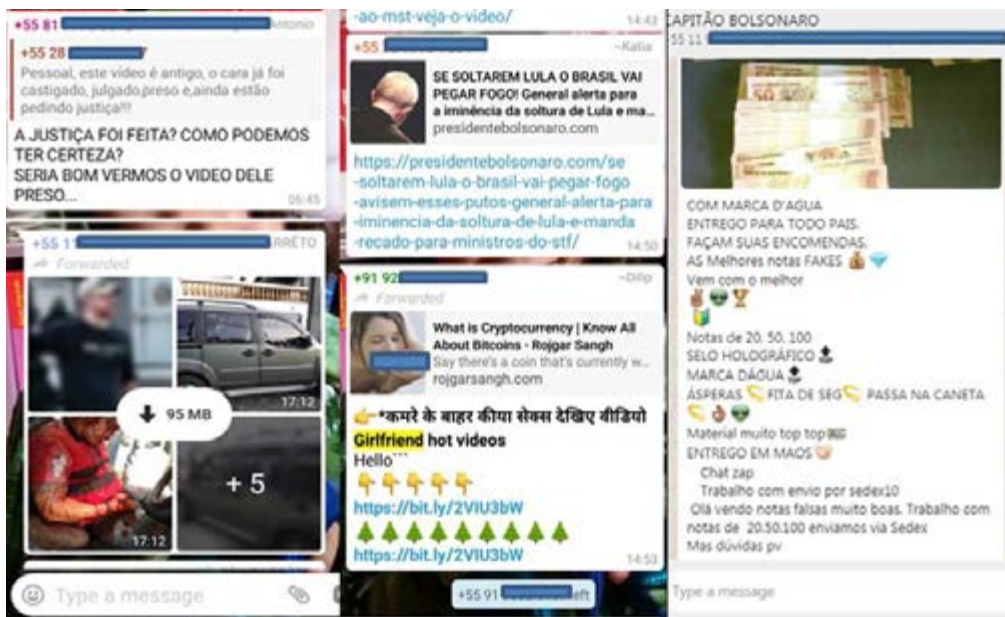 +55 81
Antonio
+55 28
Pessoal, este vídeo é antigo, o cara já foi
castigado, julgado,preso e,ainda estão
pedindo justiça!!!
A JUSTIÇA FOI FEITA? COMO PODEMOS
TER CERTEZA?
SERIA BOM VERMOS O VIDEO DELE
PRESO...
06:45
+55 11
Forwarded
17:12
95 MB
+ 5
17:12
Type a message
-ao-mst-veja-o-video/
14:43
+55
~Katia
SE SOLTAREM LULA O BRASIL VAI
PEGAR FOGO! General alerta para
a iminência da soltura de Lula e ma...
presidentebolsonaro.com
https://presidentebolsonaro.com/se
-soltarem-lula-o-brasil-vai-pegar-fogo
-avisem-esses-putos-general-alerta-para
-iminencia-da-soltura-de-lula-e-manda
-recado-para-ministros-do-stf/
14:50
+91 92
~Dilip
Forwarded
What is Cryptocurrency | Know All
About Bitcoins - Rojgar Sangh
Say there's a coin that's currently w...
rojgarsangh.com
👉*कमरे के बाहर कीया सेक्स देखिए वीडियो
Girlfriend hot videos
Hello```
👇👇👇👇👇
https://bit.ly/2VIU3bW
🌲🌲🌲🌲🌲🌲🌲🌲🌲
https://bit.ly/2VIU3bW
14:53
+55 91
left
CAPITÃO BOLSONARO
55 11
50
COM MARCA D'AGUA
ENTREGO PARA TODO PAIS.
FAÇAM SUAS ENCOMENDAS.
AS Melhores notas FAKES 💰💎
Vem com o melhor
Notas de 20. 50. 100
SELO HOLOGRÁFICO
MARCA DÁGUA
ÁSPERAS FITA DE SEG PASSA NA CANETA
Material muito top top
ENTREGO EM MAOS
Chat zap
Trabalho com envio por sedex10
Olá vendo notas falsas muito boas. Trabalho com
notas de 20.50.100 enviamos via Sedex
Mas dúvidas pv
Type a message